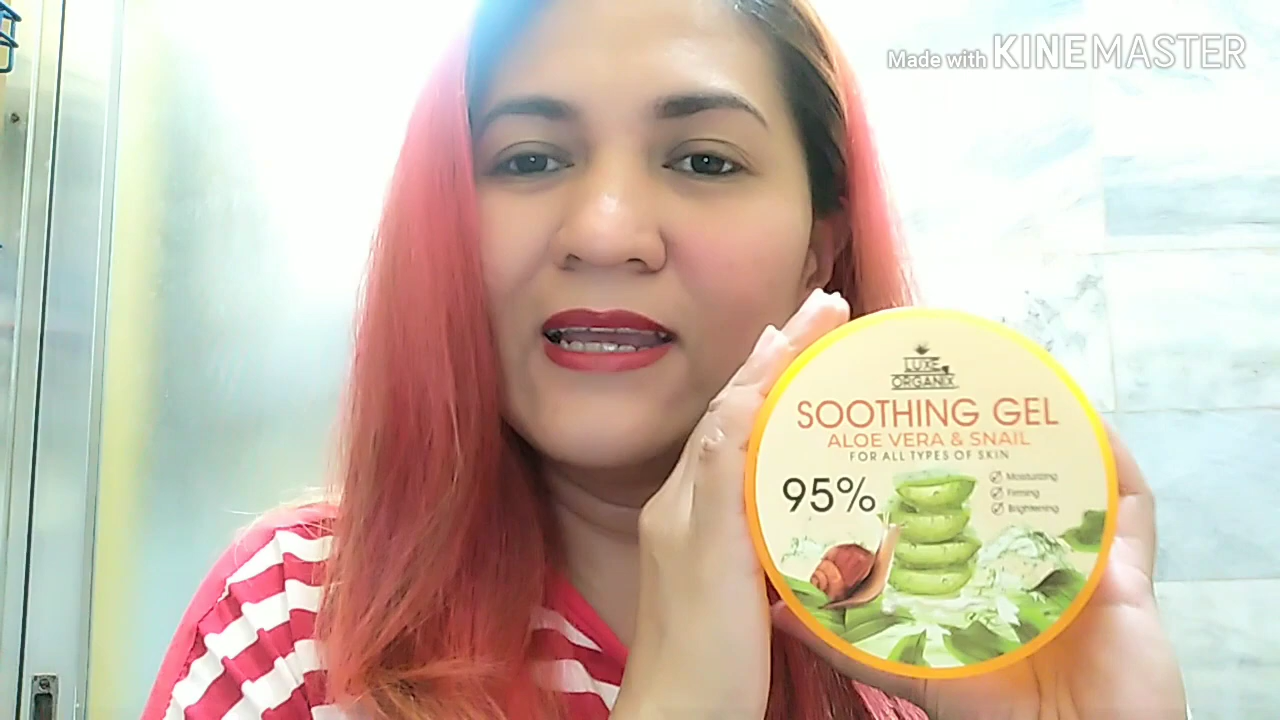 Made with KINEMASTER
LUXE
ORGANIX
SOOTHING GEL
ALOE VERA & SNAIL
FOR ALL TYPES OF SKIN
95%
Moisturizing
Firming
Brightening